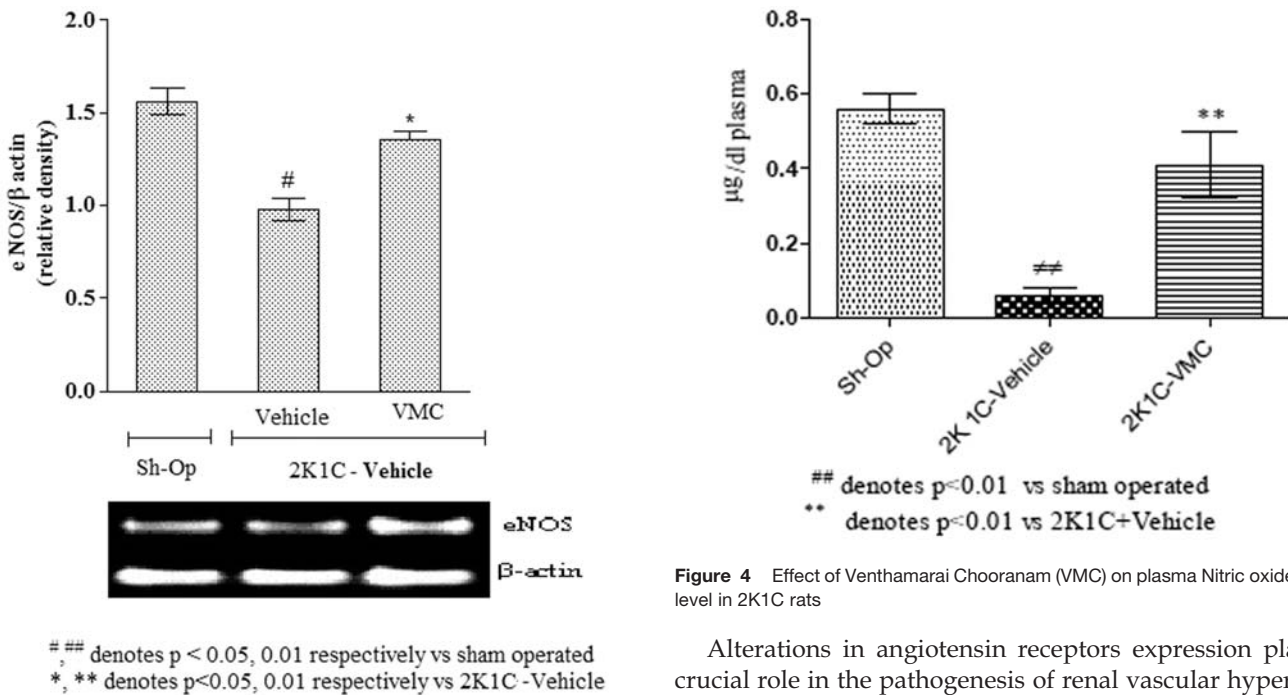 2.0
1.5
1.0
1.5
0.0
e NOS/β actin
(relative density)
#
*
Vehicle
VMC
Sh-Op
2K1C - Vehicle
eNOS
β-actin
#,## denotes p < 0.05, 0.01 respectively vs sham operated
*, ** denotes p<0.05, 0.01 respectively vs 2K1C -Vehicle
0.8
0.6
0.4
0.2
0.0
µg/dl plasma
##
**
Sh-Op
2K 1C-Vehicle
2K1C-VMC
## denotes p<0.01 vs sham operated
** denotes p<0.01 vs 2K1C+Vehicle
Figure 4 Effect of Venthamarai Chooranam (VMC) on plasma Nitric oxide
level in 2K1C rats
Alterations in angiotensin receptors expression pla
crucial role in the pathogenesis of renal vascular hyper